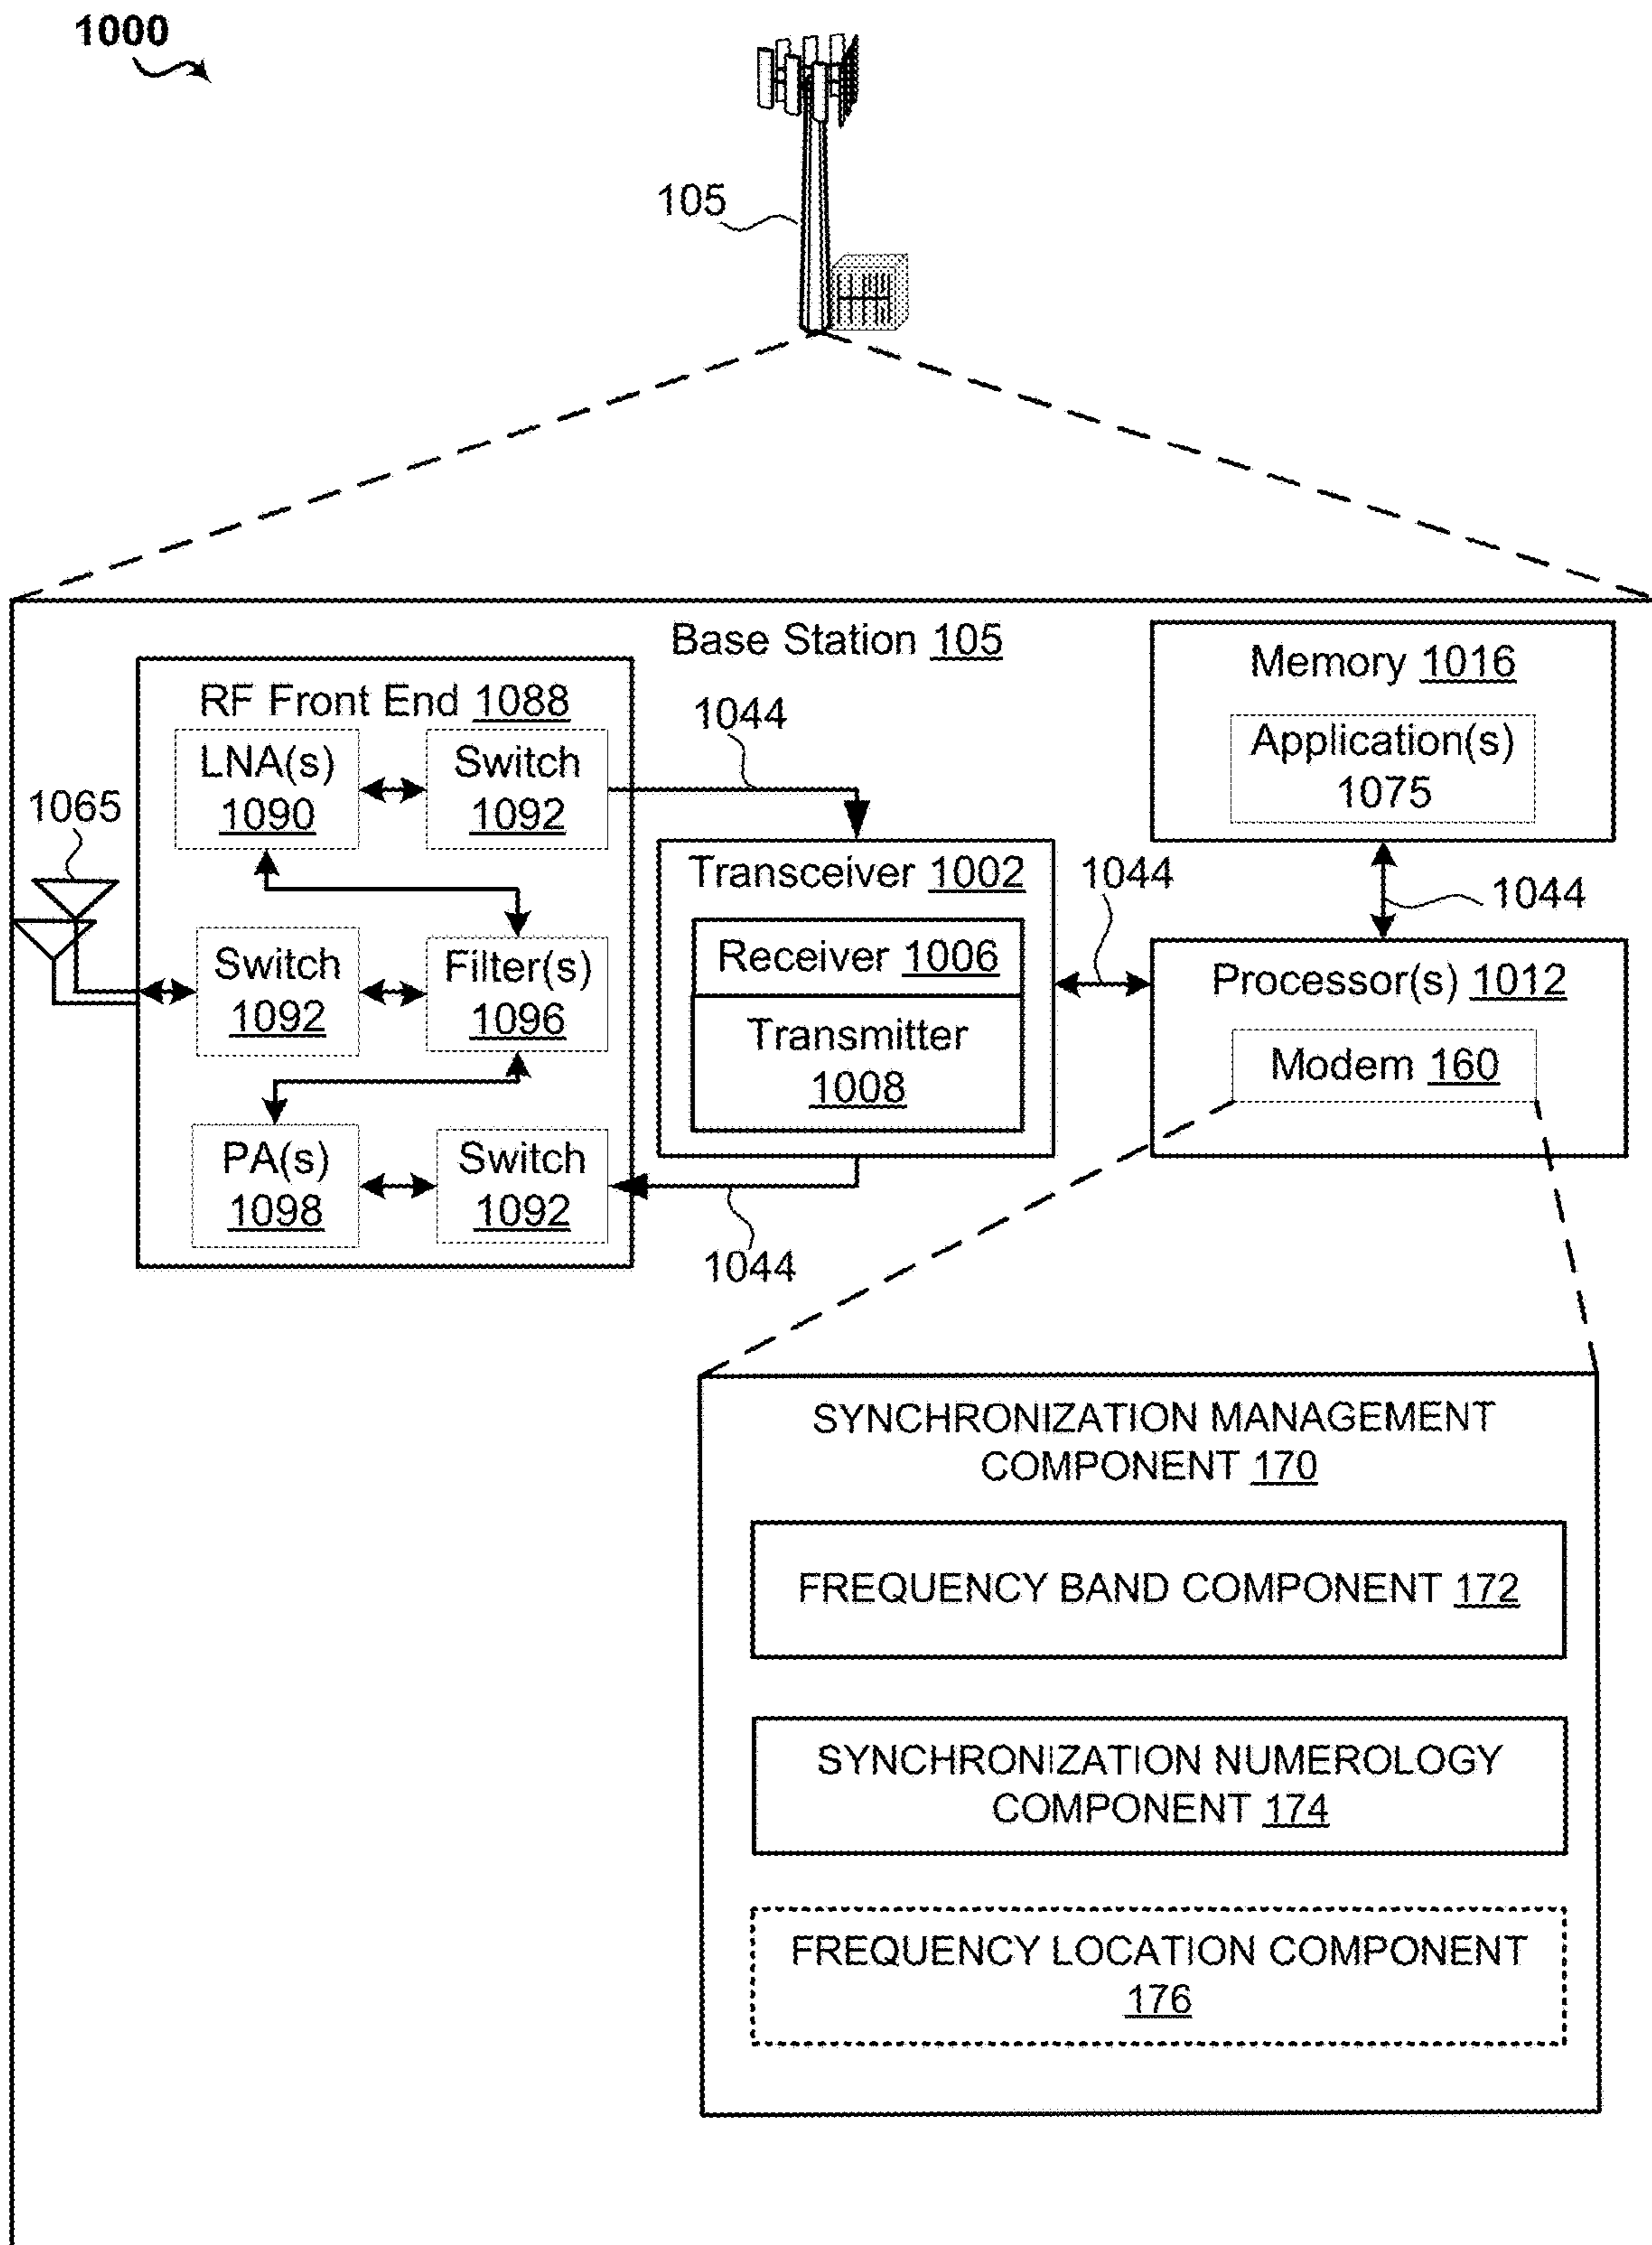 1000
105
Base Station 105
RF Front End 1088
LNA(s)
1090
Switch
1092
1044
Memory 1016
Application(s)
1075
1065
Transceiver 1002
Receiver 1006
Transmitter
1008
1044
1044
Switch
1092
Filter(s)
1096
Processor(s) 1012
Modem 160
PA(s)
1098
Switch
1092
1044
SYNCHRONIZATION MANAGEMENT
COMPONENT 170
FREQUENCY BAND COMPONENT 172
SYNCHRONIZATION NUMEROLOGY
COMPONENT 174
FREQUENCY LOCATION COMPONENT
176